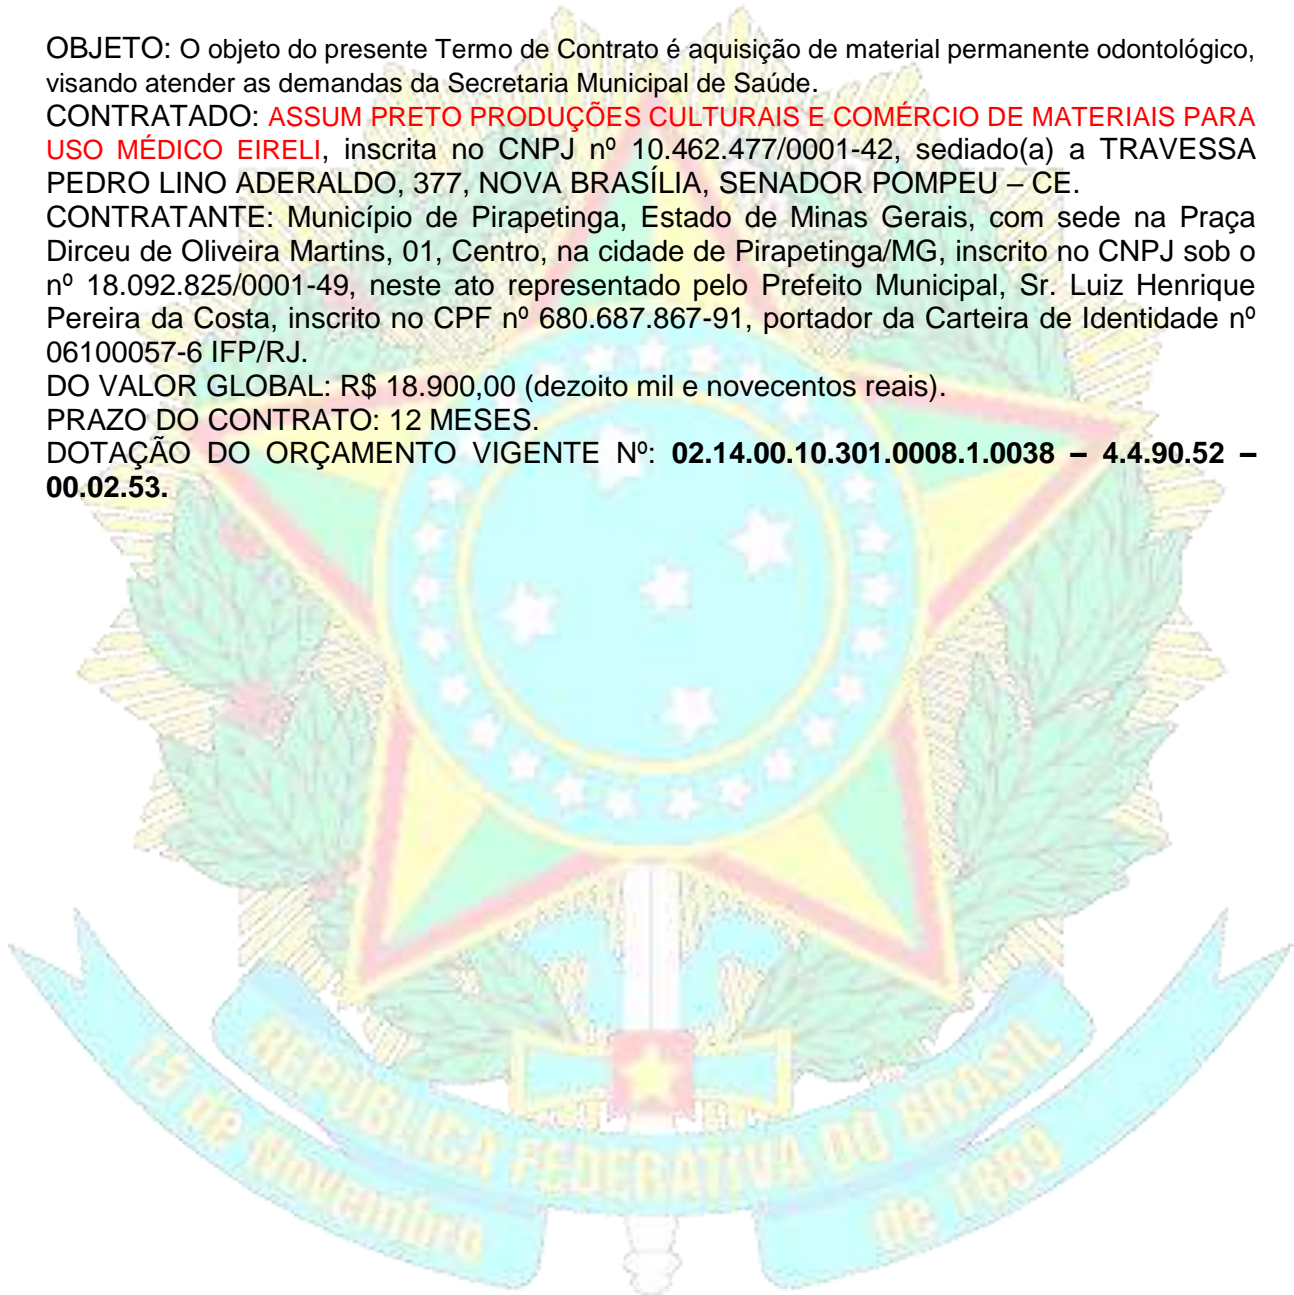 OBJETO: O objeto do presente Termo de Contrato é aquisição de material permanente odontológico,
visando atender as demandas da Secretaria Municipal de Saúde.
CONTRATADO: ASSUM PRETO PRODUÇÕES CULTURAIS E COMÉRCIO DE MATERIAIS PARA
USO MÉDICO EIRELI, inscrita no CNPJ nº 10.462.477/0001-42, sediado(a) a TRAVESSA
PEDRO LINO ADERALDO, 377, NOVA BRASÍLIA, SENADOR POMPEU – CE.
CONTRATANTE: Município de Pirapetinga, Estado de Minas Gerais, com sede na Praça
Dirceu de Oliveira Martins, 01, Centro, na cidade de Pirapetinga/MG, inscrito no CNPJ sob o
nº 18.092.825/0001-49, neste ato representado pelo Prefeito Municipal, Sr. Luiz Henrique
Pereira da Costa, inscrito no CPF nº 680.687.867-91, portador da Carteira de Identidade nº
06100057-6 IFP/RJ.
DO VALOR GLOBAL: R$ 18.900,00 (dezoito mil e novecentos reais).
PRAZO DO CONTRATO: 12 MESES.
DOTAÇÃO DO ORÇAMENTO VIGENTE Nº: 02.14.00.10.301.0008.1.0038 – 4.4.90.52 –
00.02.53.
REPÚBLICA FEDERATIVA DO BRASIL
15 de Novembro
de 1889